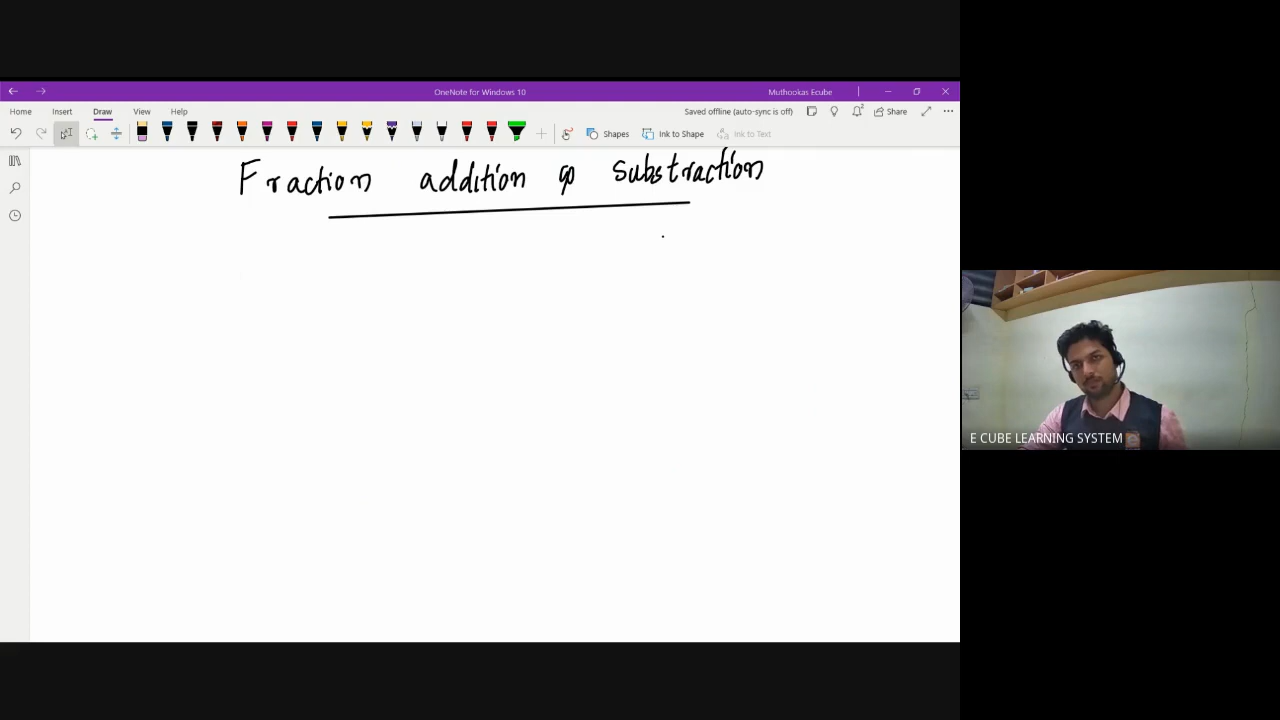 OneNote for Windows 10
Muthookas Ecube
Home Insert Draw View Help
Saved offline (auto-sync is off)
2
Share
Shapes
Ink to Shape
Ink to Text
Fraction addition & Substraction
E CUBE LEARNING SYSTEM